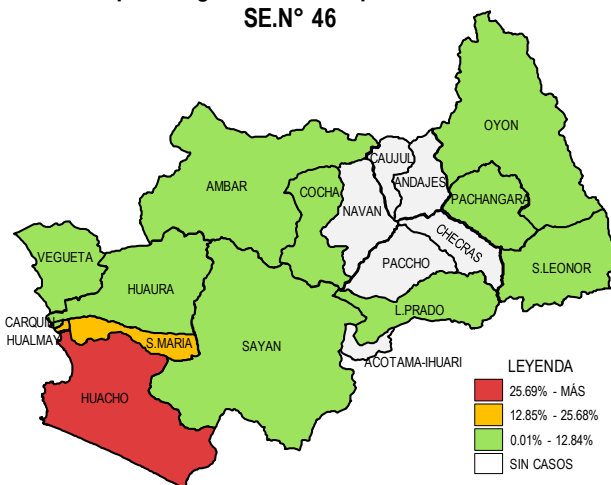 SE.N° 46
OYON
CAUJUL
ANDAJES
AMBAR
COCHA
NAVAN
PACHANGARA
CHECRAS
VEGUETA
PACCHO
S.LEONOR
HUAURA
L.PRADO
CARQUIN
HUALMAY
S.MARIA
SAYAN
ACOTAMA-IHUARI
HUACHO
LEYENDA
25.69% - MÁS
12.85% - 25.68%
0.01% - 12.84%
SIN CASOS